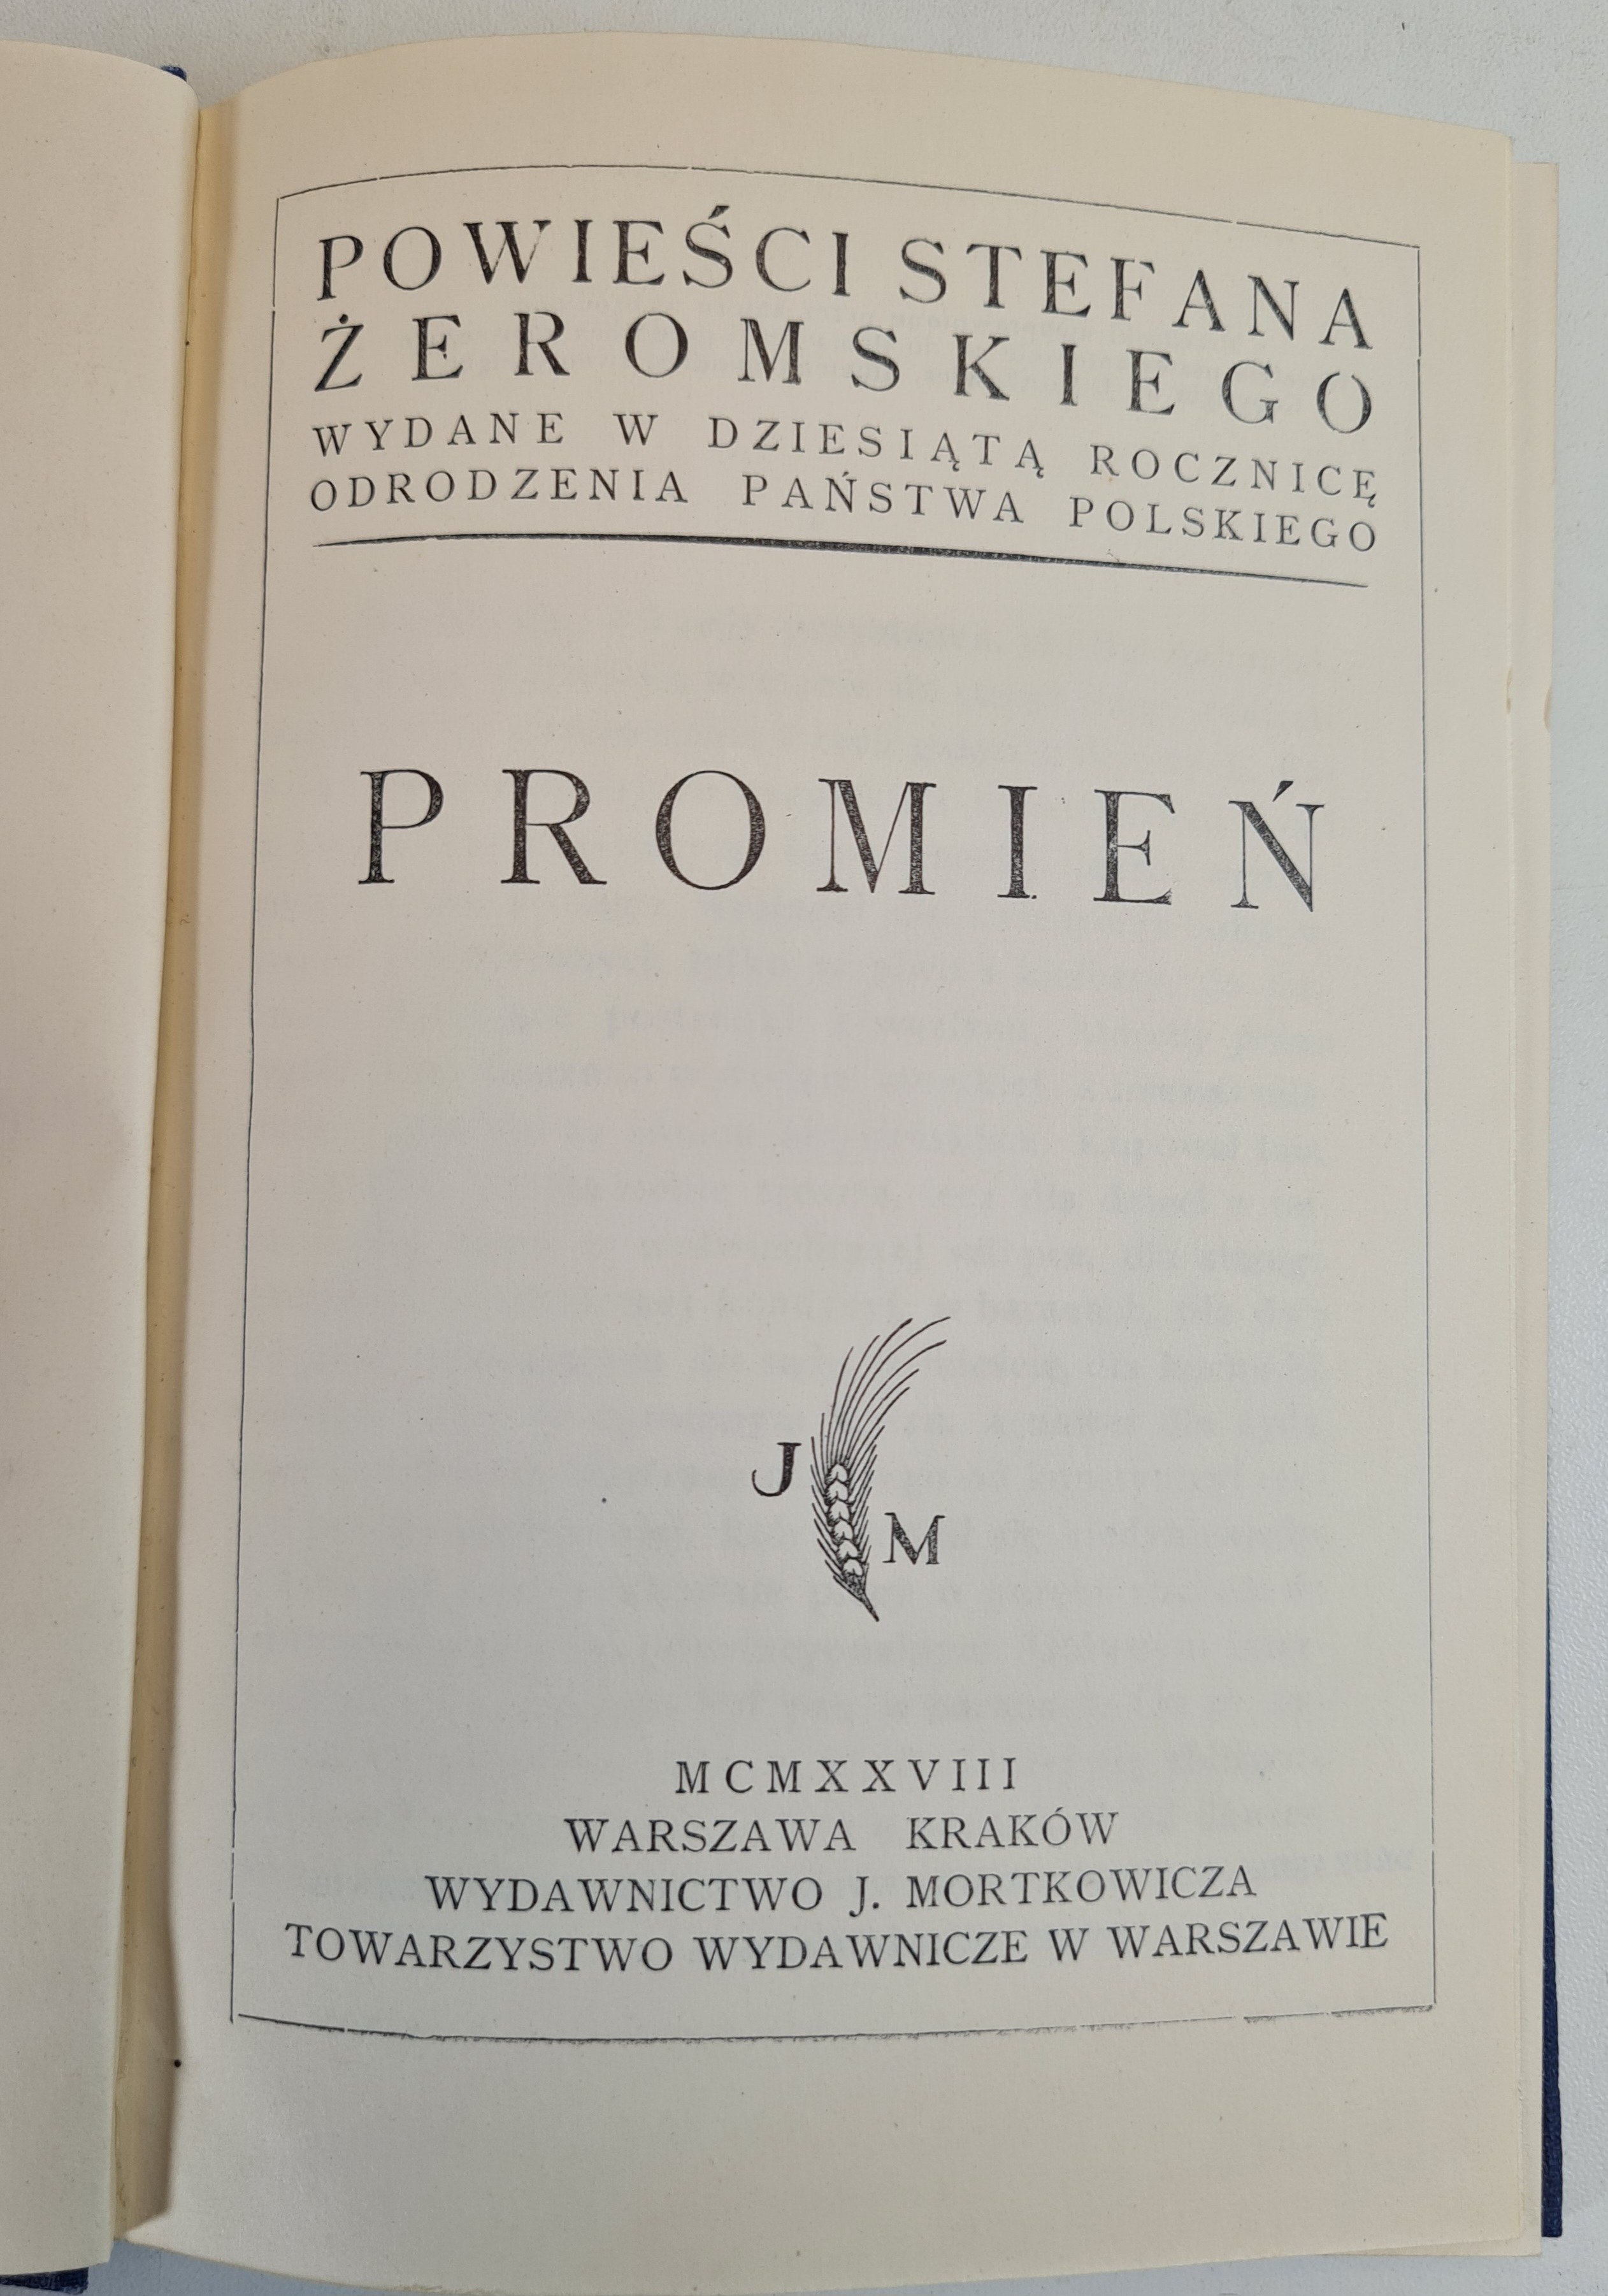 POWIEŚCI STEFANA
ŻEROMSKIEGO
WYDANE W DZIESIĄTĄ ROCZNICĘ
ODRODZENIA PAŃSTWA POLSKIEGO
PROMIEŃ
J
M
MCMXXVIII
WARSZAWA KRAKÓW
WYDAWNICTWO J. MORTKOWICZA
TOWARZYSTWO WYDAWNICZE W WARSZAWIE